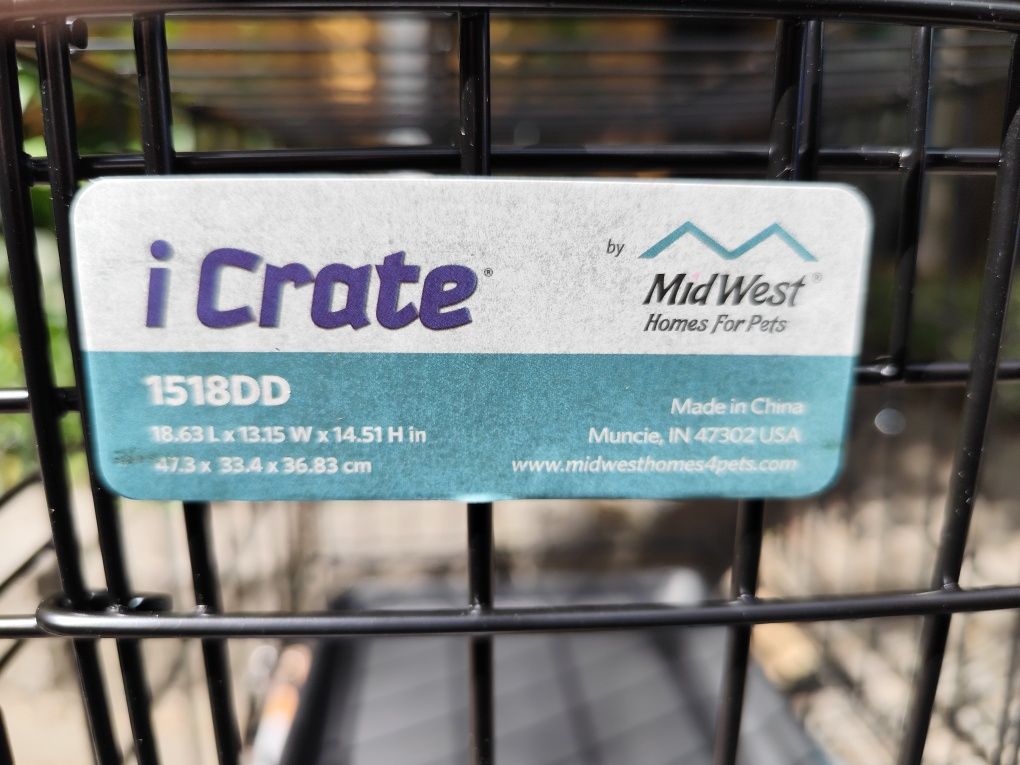 i Crate®
by MidWest®
Homes For Pets
1518DD
18.63 L x 13.15 W x 14.51 H in
47.3 x 33.4 x 36.83 cm
Made in China
Muncie, IN 47302 USA
www.midwesthomes4pets.com